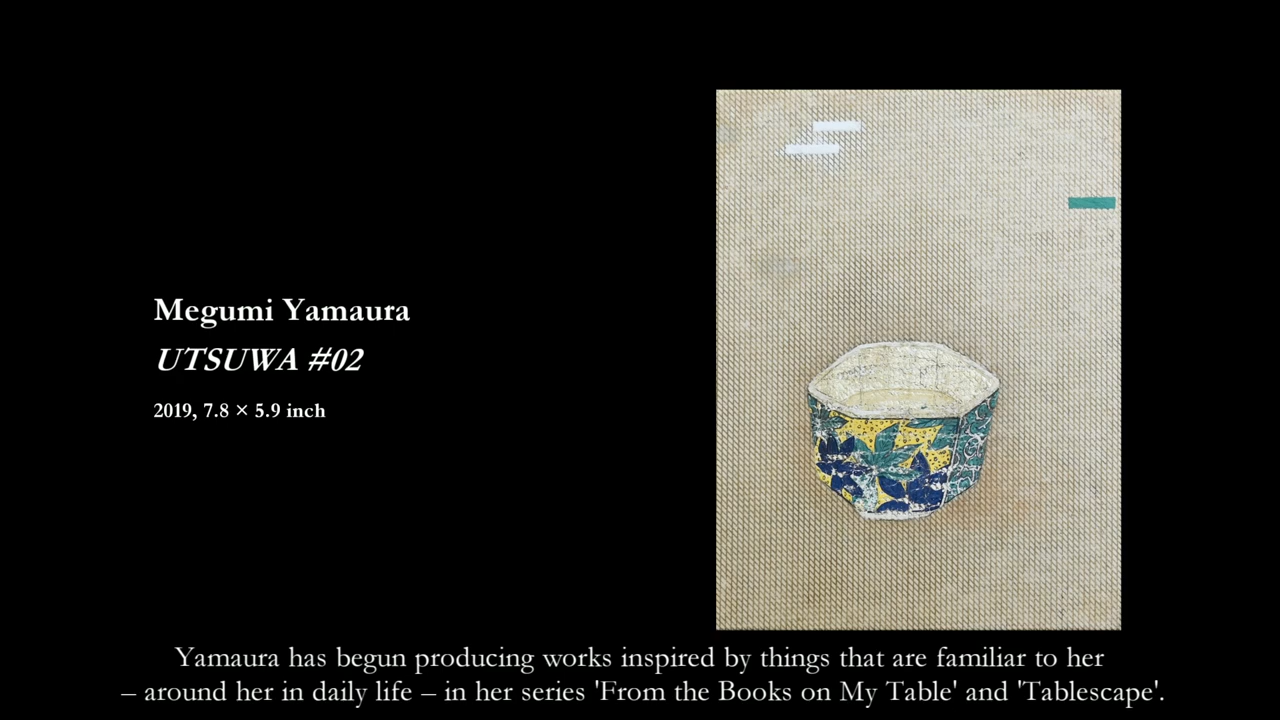 Megumi Yamaura
UTSUWA #02
2019, 7.8 × 5.9 inch
Yamaura has begun producing works inspired by things that are familiar to her
– around her in daily life – in her series 'From the Books on My Table' and 'Tablescape'.